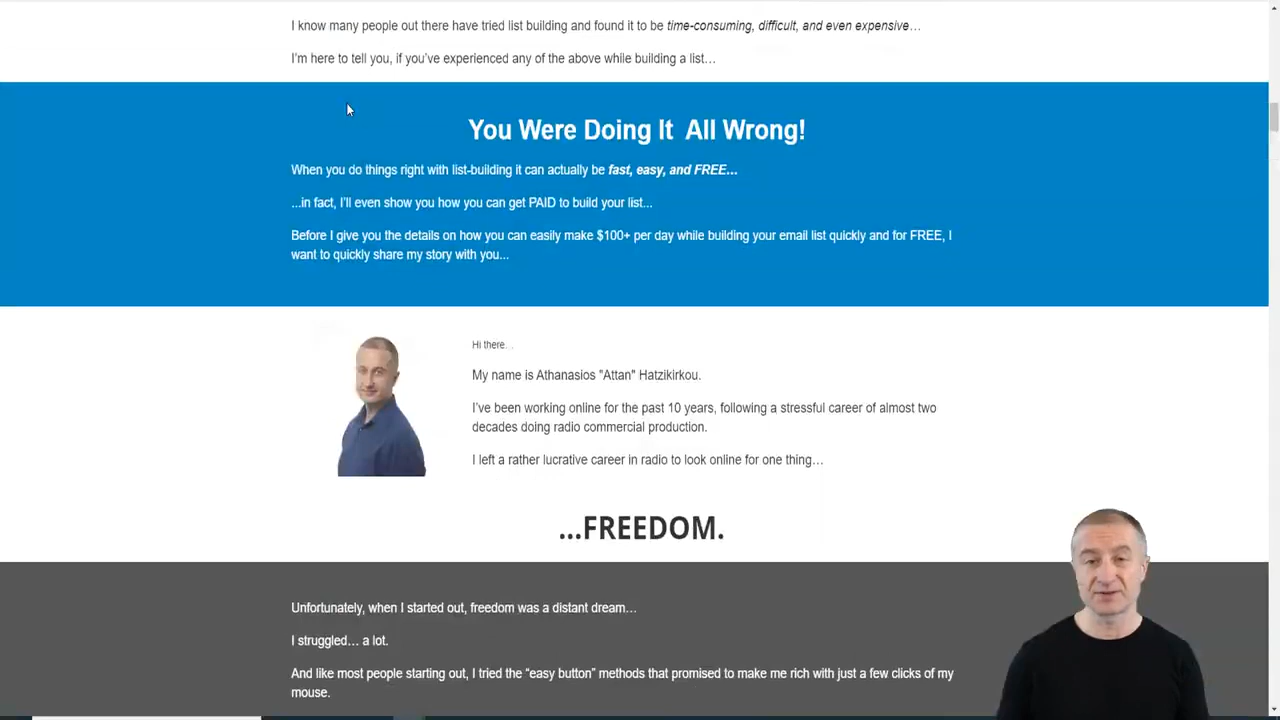 I know many people out there have tried list building and found it to be time-consuming, difficult, and even expensive…
I'm here to tell you, if you've experienced any of the above while building a list…
You Were Doing It All Wrong!
When you do things right with list-building it can actually be fast, easy, and FREE…
...in fact, I'll even show you how you can get PAID to build your list...
Before I give you the details on how you can easily make $100+ per day while building your email list quickly and for FREE, I
want to quickly share my story with you...
Hi there...
My name is Athanasios "Attan" Hatzikirkou.
I've been working online for the past 10 years, following a stressful career of almost two
decades doing radio commercial production.
I left a rather lucrative career in radio to look online for one thing…
...FREEDOM.
Unfortunately, when I started out, freedom was a distant dream…
I struggled… a lot.
And like most people starting out, I tried the “easy button” methods that promised to make me rich with just a few clicks of my
mouse.